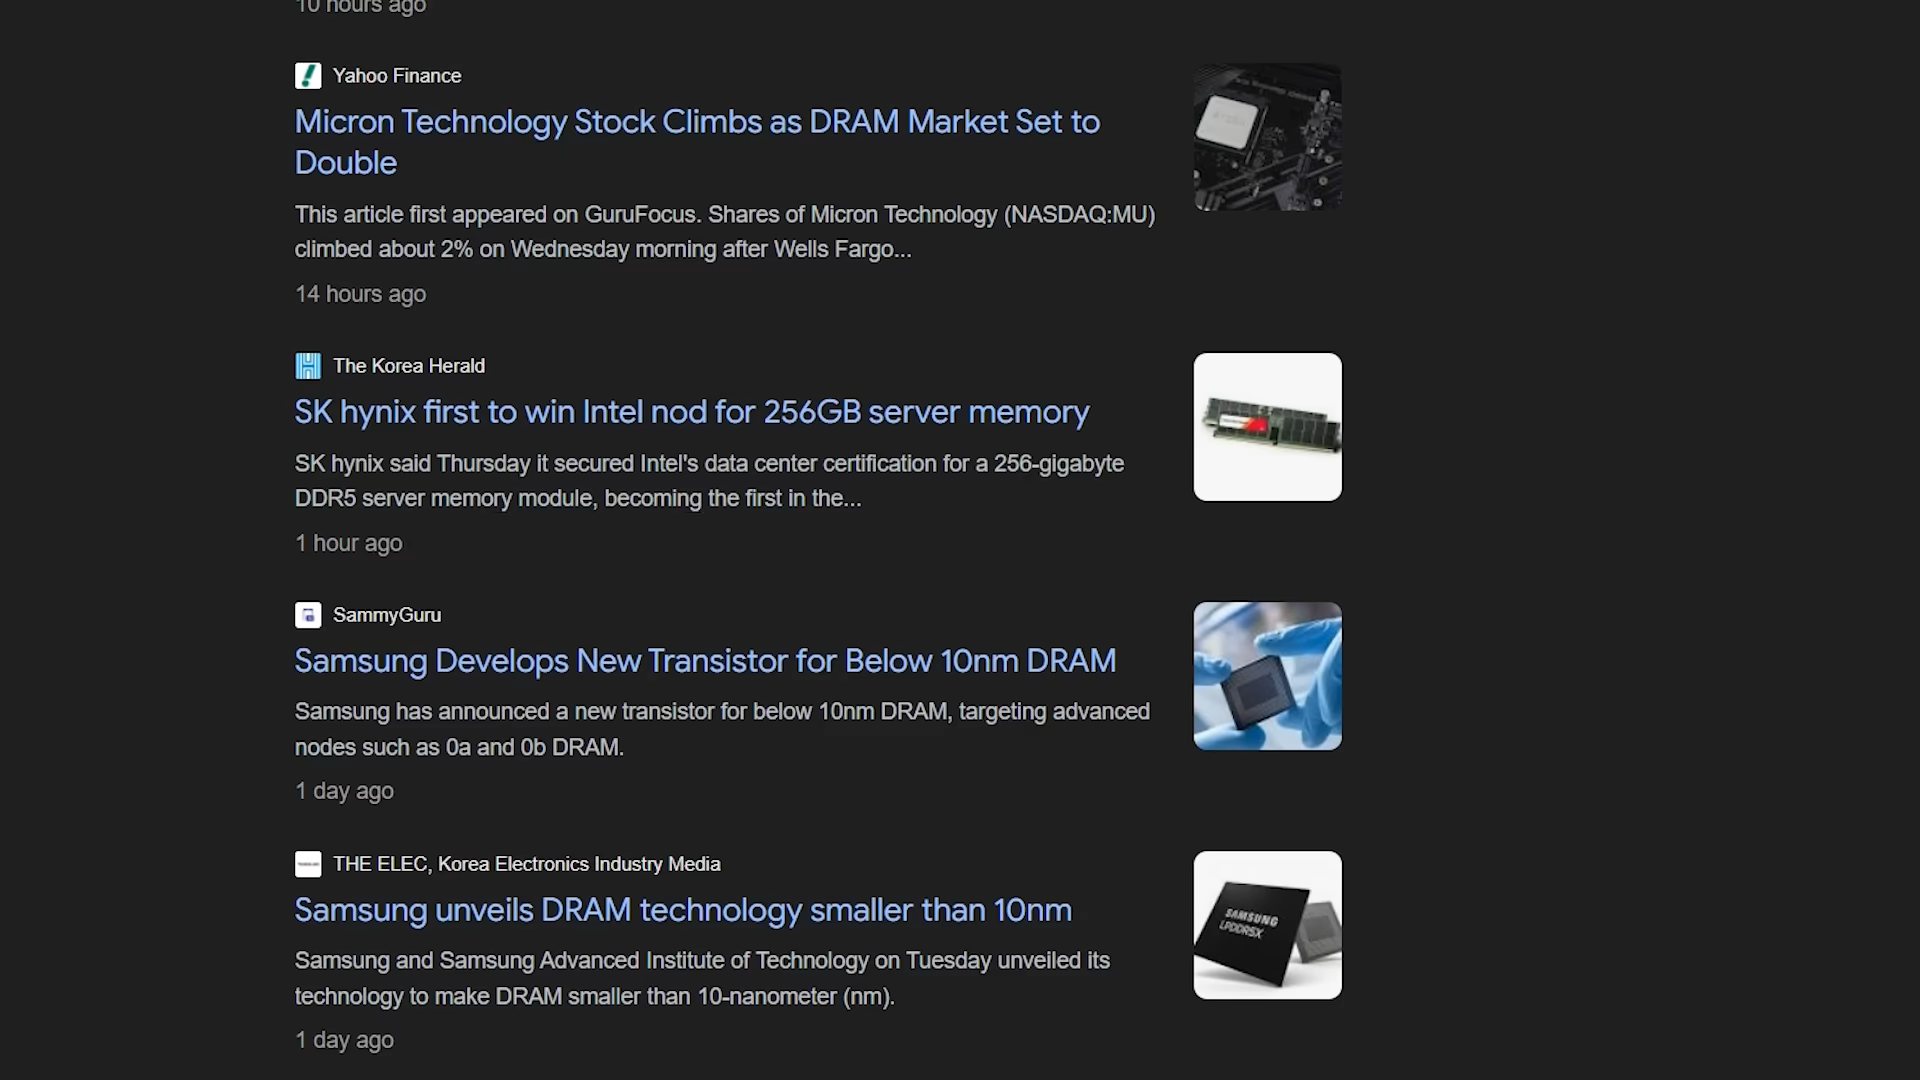 10 hours ago
Yahoo Finance
Micron Technology Stock Climbs as DRAM Market Set to
Double
This article first appeared on GuruFocus. Shares of Micron Technology (NASDAQ:MU)
climbed about 2% on Wednesday morning after Wells Fargo...
14 hours ago
The Korea Herald
SK hynix first to win Intel nod for 256GB server memory
SK hynix said Thursday it secured Intel's data center certification for a 256-gigabyte
DDR5 server memory module, becoming the first in the...
1 hour ago
SammyGuru
Samsung Develops New Transistor for Below 10nm DRAM
Samsung has announced a new transistor for below 10nm DRAM, targeting advanced
nodes such as 0a and 0b DRAM.
1 day ago
THE ELEC, Korea Electronics Industry Media
Samsung unveils DRAM technology smaller than 10nm
Samsung and Samsung Advanced Institute of Technology on Tuesday unveiled its
technology to make DRAM smaller than 10-nanometer (nm).
SAMSUNG
LPDDR5X
1 day ago